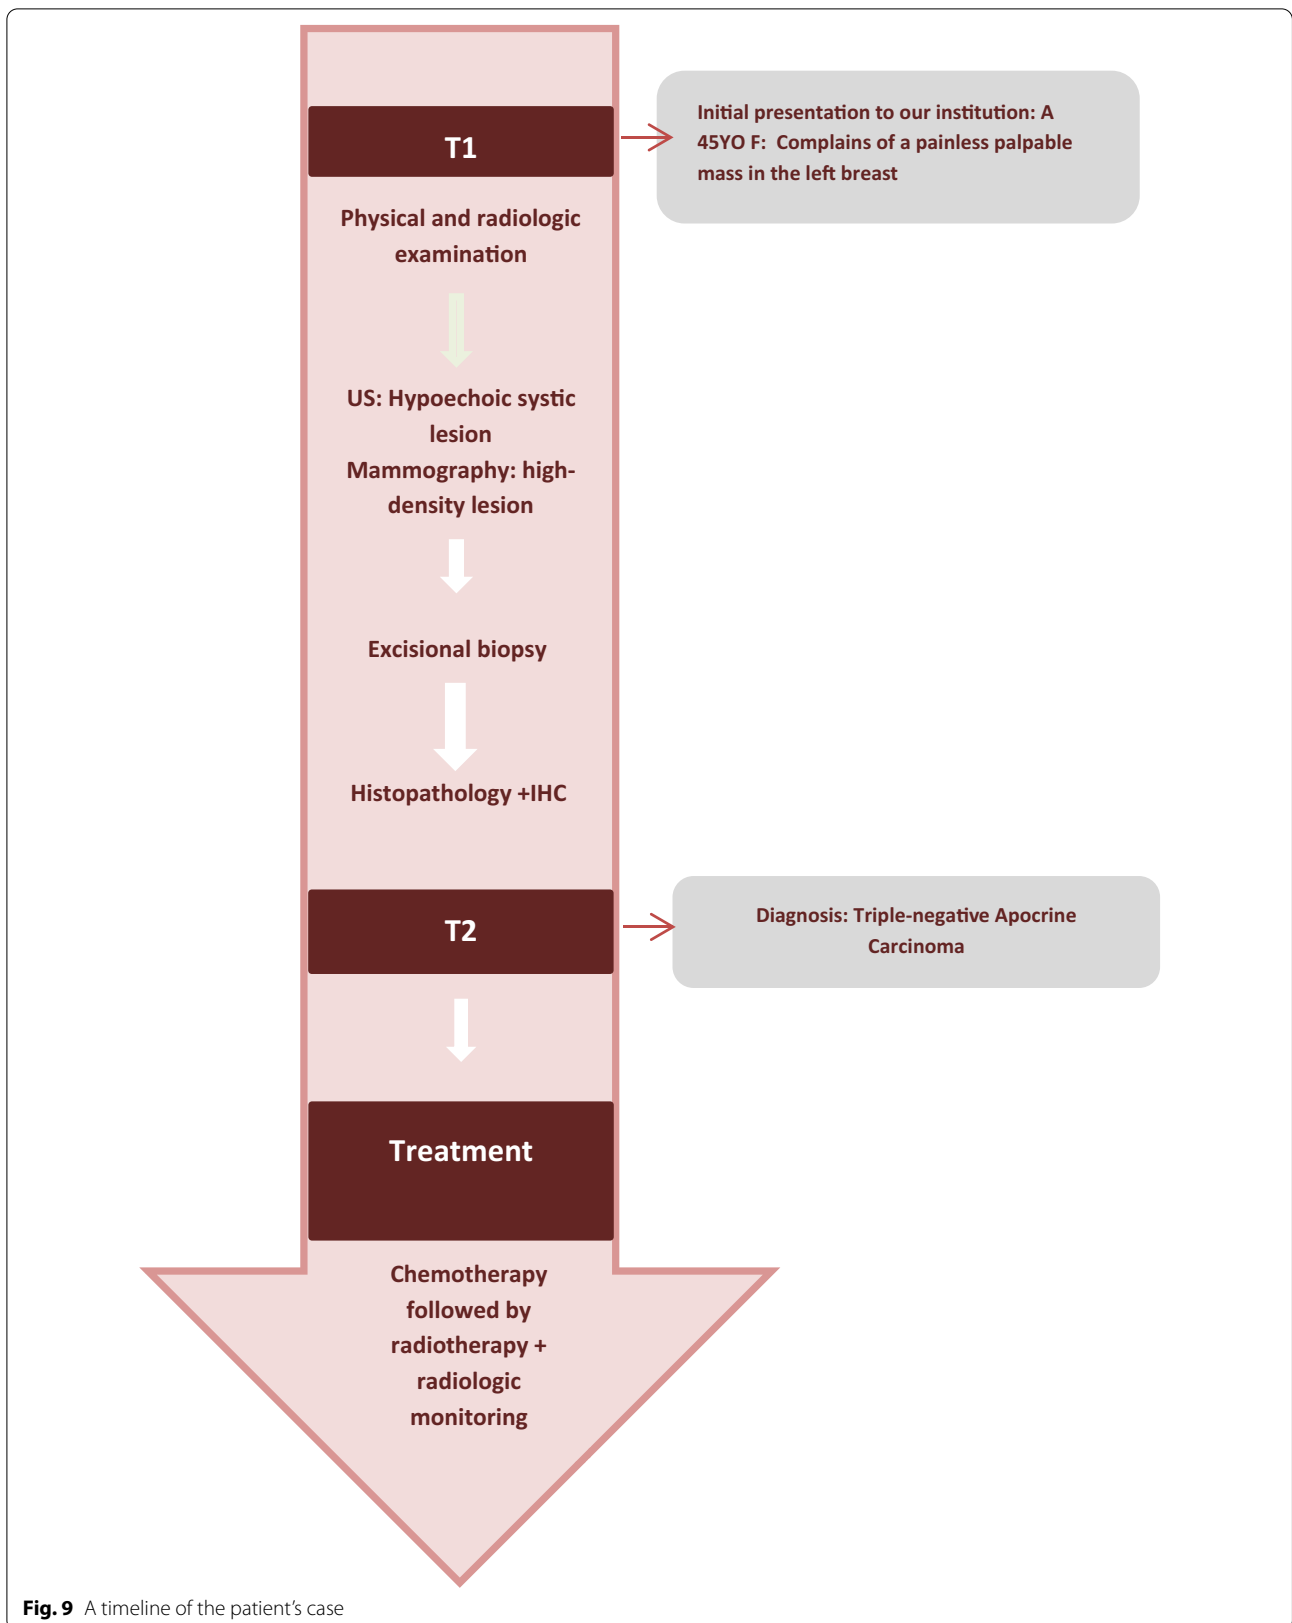 T1
Initial presentation to our institution: A
45YO F: Complains of a painless palpable
mass in the left breast
Physical and radiologic
examination
US: Hypoechoic systic
lesion
Mammography: high-
density lesion
Excisional biopsy
Histopathology +IHC
T2
Diagnosis: Triple-negative Apocrine
Carcinoma
Treatment
Chemotherapy
followed by
radiotherapy +
radiologic
monitoring
Fig. 9 A timeline of the patient’s case